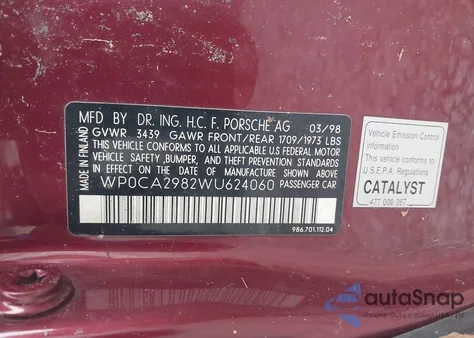 MADE IN FINLAND
MFD BY DR. ING. H.C. F. PORSCHE AG 03/98
GVWR 3439 GAWR FRONT/REAR 1709/1973 LBS
THIS VEHICLE CONFORMS TO ALL APPLICABLE US FEDERAL MOTOR
VEHICLE SAFETY, BUMPER, AND THEFT PREVENTION STANDARDS
IN EFFECT ON THE DATE OF MANUFACTURE SHOWN ABOVE.
WP0CA2982WU624060 PASSENGER CAR
986.701.112.04
Vehicle Emission Control
information
This vehicle conforms to
U.S.E.P.A. Regulations
CATALYST
477 006 267
autoSnap